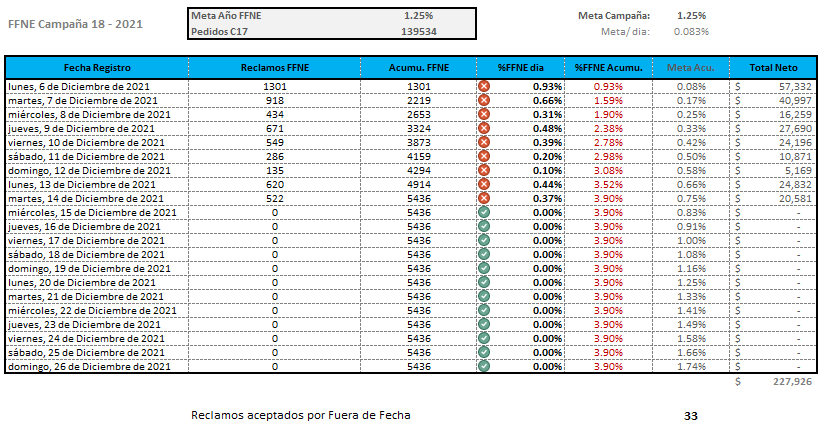 FFNE Campaña 18 - 2021
Meta Año FFNE 1.25% Meta Campaña: 1.25%
Pedidos C17 139534 Meta/ dia: 0.083%
Fecha Registro Reclamos FFNE Acumu. FFNE %FFNE dia %FFNE Acumu. Meta Acu. Total Neto
lunes, 6 de Diciembre de 2021 1301 1301 0.93% 0.93% 0.08% $ 57,332
martes, 7 de Diciembre de 2021 918 2219 0.66% 1.59% 0.17% $ 40,997
miércoles, 8 de Diciembre de 2021 434 2653 0.31% 1.90% 0.25% $ 16,259
jueves, 9 de Diciembre de 2021 671 3324 0.48% 2.38% 0.33% $ 27,690
viernes, 10 de Diciembre de 2021 549 3873 0.39% 2.78% 0.42% $ 24,196
sábado, 11 de Diciembre de 2021 286 4159 0.20% 2.98% 0.50% $ 10,871
domingo, 12 de Diciembre de 2021 135 4294 0.10% 3.08% 0.58% $ 5,169
lunes, 13 de Diciembre de 2021 620 4914 0.44% 3.52% 0.66% $ 24,832
martes, 14 de Diciembre de 2021 522 5436 0.37% 3.90% 0.75% $ 20,581
miércoles, 15 de Diciembre de 2021 0 5436 0.00% 3.90% 0.83% $ -
jueves, 16 de Diciembre de 2021 0 5436 0.00% 3.90% 0.91% $ -
viernes, 17 de Diciembre de 2021 0 5436 0.00% 3.90% 1.00% $ -
sábado, 18 de Diciembre de 2021 0 5436 0.00% 3.90% 1.08% $ -
domingo, 19 de Diciembre de 2021 0 5436 0.00% 3.90% 1.16% $ -
lunes, 20 de Diciembre de 2021 0 5436 0.00% 3.90% 1.25% $ -
martes, 21 de Diciembre de 2021 0 5436 0.00% 3.90% 1.33% $ -
miércoles, 22 de Diciembre de 2021 0 5436 0.00% 3.90% 1.41% $ -
jueves, 23 de Diciembre de 2021 0 5436 0.00% 3.90% 1.49% $ -
viernes, 24 de Diciembre de 2021 0 5436 0.00% 3.90% 1.58% $ -
sábado, 25 de Diciembre de 2021 0 5436 0.00% 3.90% 1.66% $ -
domingo, 26 de Diciembre de 2021 0 5436 0.00% 3.90% 1.74% $ -
$ 227,926
Reclamos aceptados por Fuera de Fecha 33